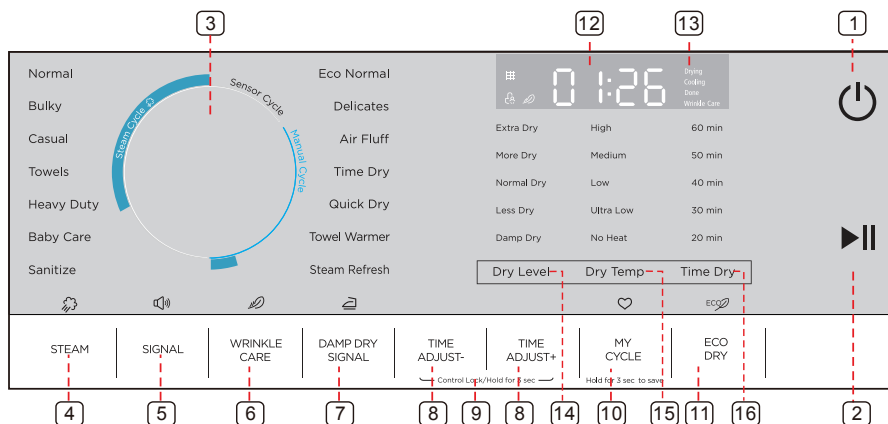 3
12
13
1
Normal
Bulky
Casual
Towels
Heavy Duty
Baby Care
Sanitize
Steam Cycle
Sensor Cycle
Manual Cycle
Eco Normal
Delicates
Air Fluff
Time Dry
Quick Dry
Towel Warmer
Steam Refresh
01:26
Drying
Cooling
Done
Wrinkle Care
Extra Dry High 60 min
More Dry Medium 50 min
Normal Dry Low 40 min
Less Dry Ultra Low 30 min
Damp Dry No Heat 20 min
Dry Level Dry Temp Time Dry
ECO
STEAM
SIGNAL
WRINKLE
CARE
DAMP DRY
SIGNAL
TIME
ADJUST-
TIME
ADJUST+
Control Lock/Hold for 3 sec
MY
CYCLE
Hold for 3 sec to save
ECO
DRY
4 5 6 7 8 9 8 14 10 15 11 16 2